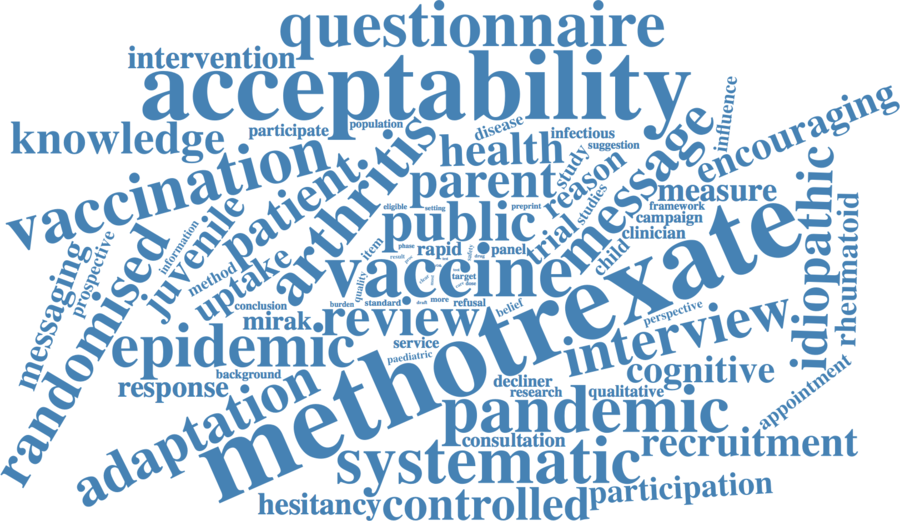 questionnaire
intervention
acceptability
knowledge
participate
population
disease
infectious
suggestion
influence
encouraging
vaccination
patient
arthritis
health
study
reason
message
parent
measure
studies
framework
campaign
clinician
idiopathic
rheumatoid
juvenile
information
method
uptake
eligible
setting
preprint
public
trial
child
messaging
prospective
randomised
item
phase
rapid
panel
result
vaccine
target
quality
methotrexate
conclusion
burden
standard
draft
more
refusal
belief
perspective
mirak
review
interview
epidemic
service
paediatric
background
response
decliner
research
qualitative
cognitive
appointment
adaptation
pandemic
consultation
recruitment
systematic
hesitancy
controlled
participation